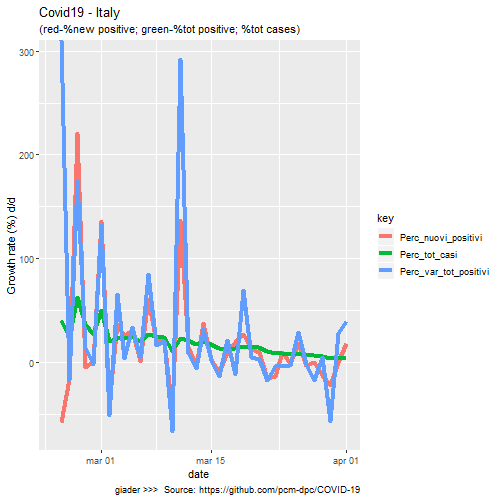 Covid19 - Italy
(red-%new positive; green-%tot positive; %tot cases)
300
200
100
0
Growth rate (%) d/d
mar 01
mar 15
apr 01
date
key
Perc_nuovi_positivi
Perc_tot_casi
Perc_var_tot_positivi
giader >>> Source: https://github.com/pcm-dpc/COVID-19